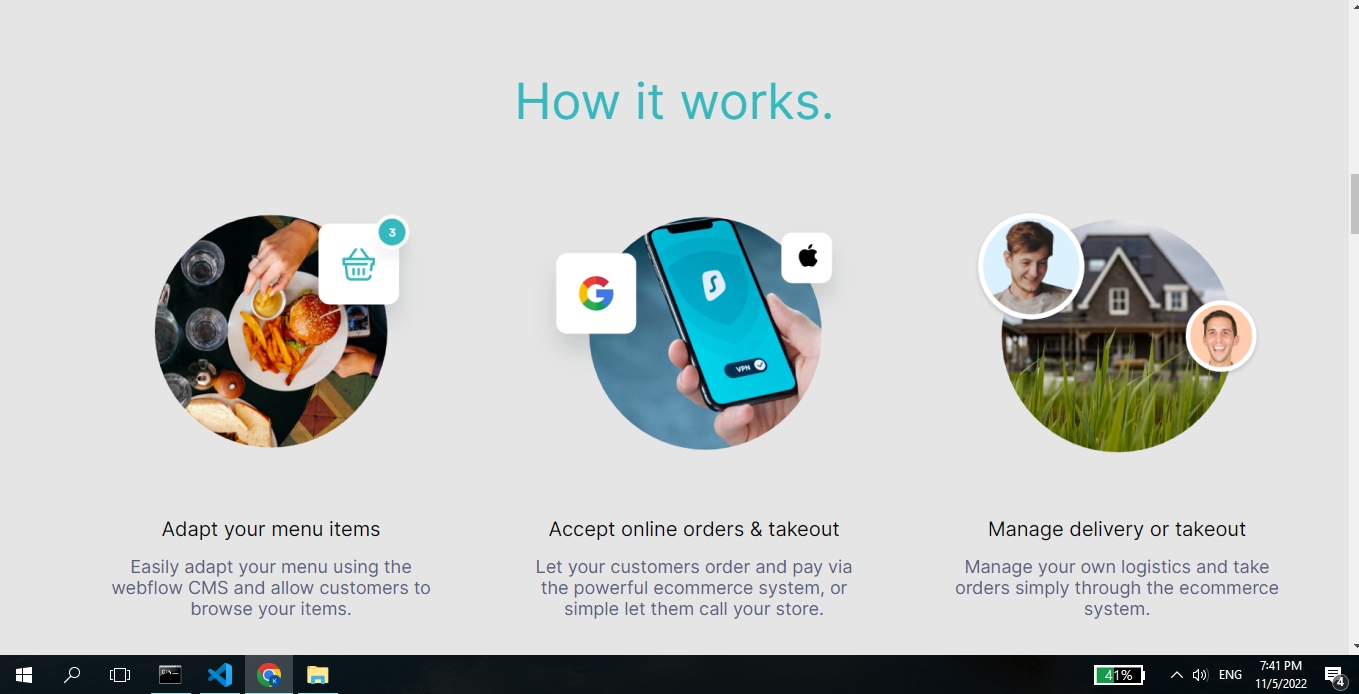 How it works.
3
G
VPN
Adapt your menu items
Easily adapt your menu using the
webflow CMS and allow customers to
browse your items.
Accept online orders & takeout
Let your customers order and pay via
the powerful ecommerce system, or
simple let them call your store.
Manage delivery or takeout
Manage your own logistics and take
orders simply through the ecommerce
system.
41%
ENG
7:41 PM
11/5/2022
4